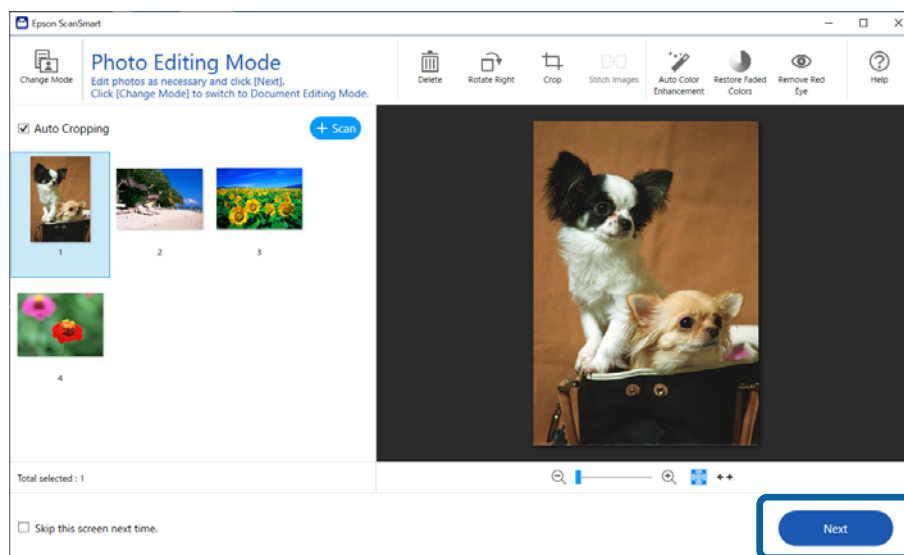 Epson ScanSmart
Change Mode
Photo Editing Mode
Edit photos as necessary and click [Next].
Click [Change Mode] to switch to Document Editing Mode.
Delete
Rotate Right
Crop
Stitch Images
Auto Color
Enhancement
Restore Faded
Colors
Remove Red
Eye
Help
Auto Cropping
+ Scan
1
2
3
4
Total selected : 1
Skip this screen next time.
Next